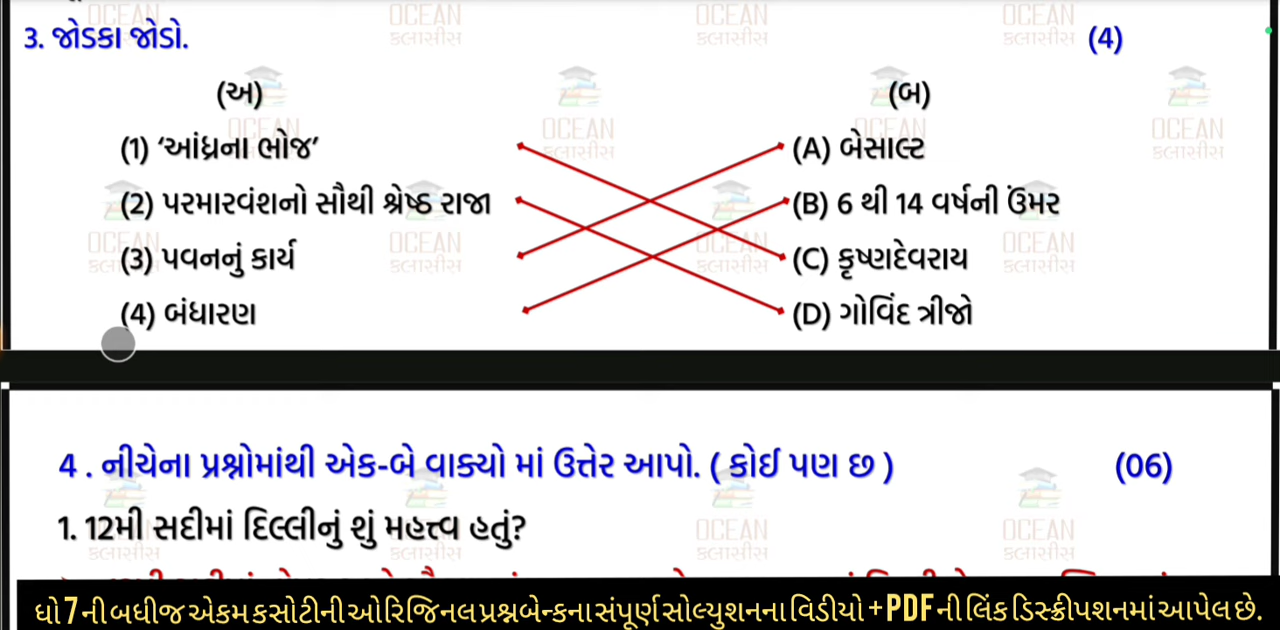 3. જોડકા જોડો. (4)
(અ) (બ)
(1) ‘આંધ્રના ભોજ’ (A) બેસાલ્ટ
(2) પરમારવંશનો સૌથી શ્રેષ્ઠ રાજા (B) 6 થી 14 વર્ષની ઉંમર
(3) પવનનું કાર્ય (C) કૃષ્ણદેવરાય
(4) બંધારણ (D) ગોવિંદ ત્રીજો
4 . નીચેના પ્રશ્નોમાંથી એક-બે વાક્યો માં ઉત્તેર આપો. ( કોઈ પણ છ ) (06)
1. 12મી સદીમાં દિલ્લીનું શું મહત્ત્વ હતું?
ધો 7 ની બધી જ એકમ કસોટીની ઓરિજિનલ પ્રશ્નબેન્કના સંપૂર્ણ સોલ્યુશનના વિડીયો + PDF ની લિંક ડિસ્ક્રીપશનમાં આપેલ છે.